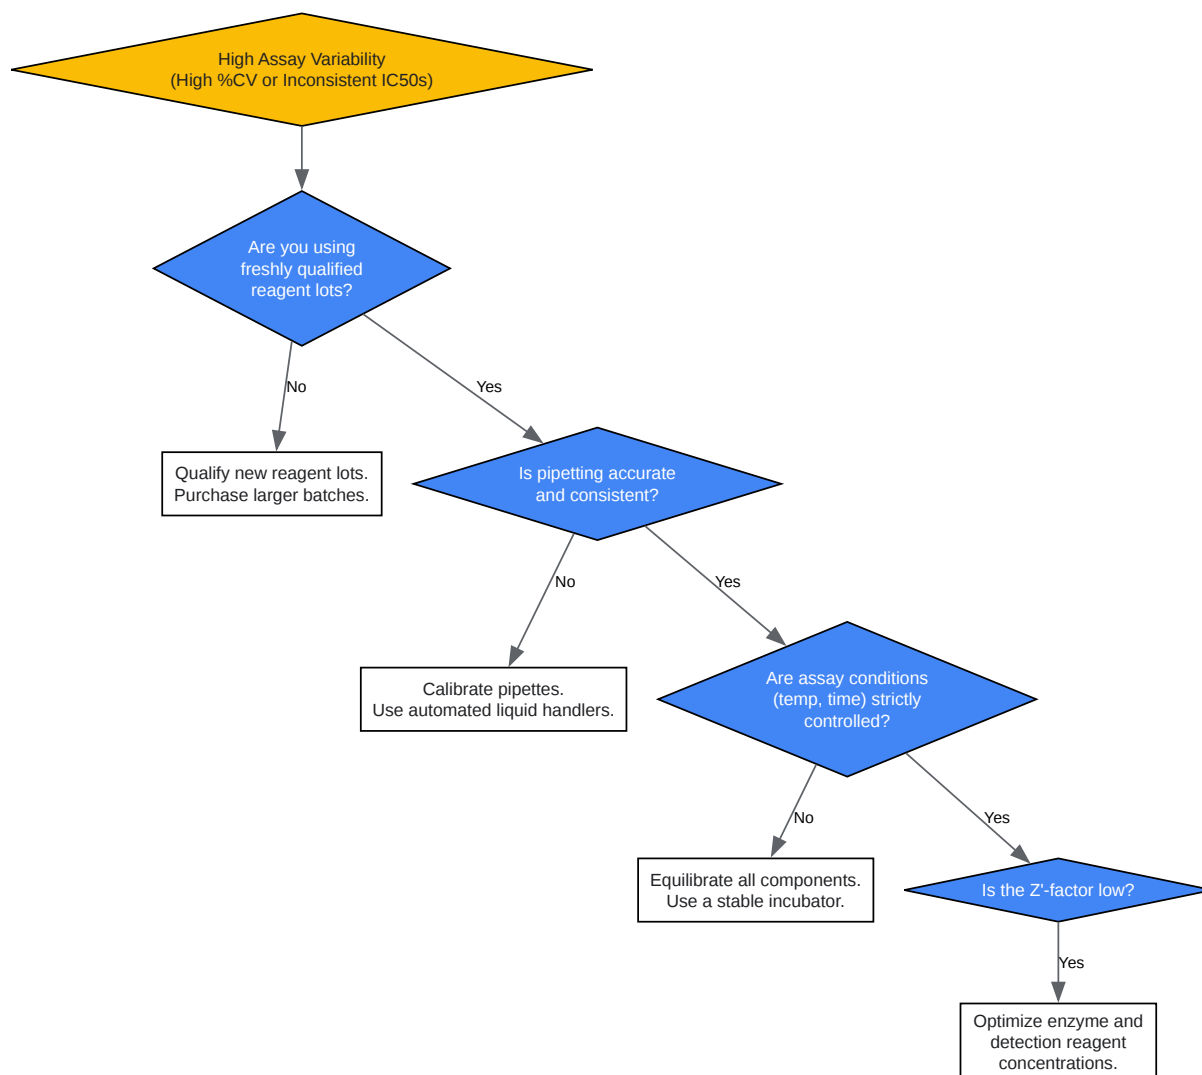 High Assay Variability
(High %CV or Inconsistent IC50s)
Are you using
freshly qualified
reagent lots?
No
Yes
Qualify new reagent lots.
Purchase larger batches.
Is pipetting accurate
and consistent?
No
Yes
Calibrate pipettes.
Use automated liquid handlers.
Are assay conditions
(temp, time) strictly
controlled?
No
Yes
Equilibrate all components.
Use a stable incubator.
Is the Z'-factor low?
Yes
Optimize enzyme and
detection reagent
concentrations.